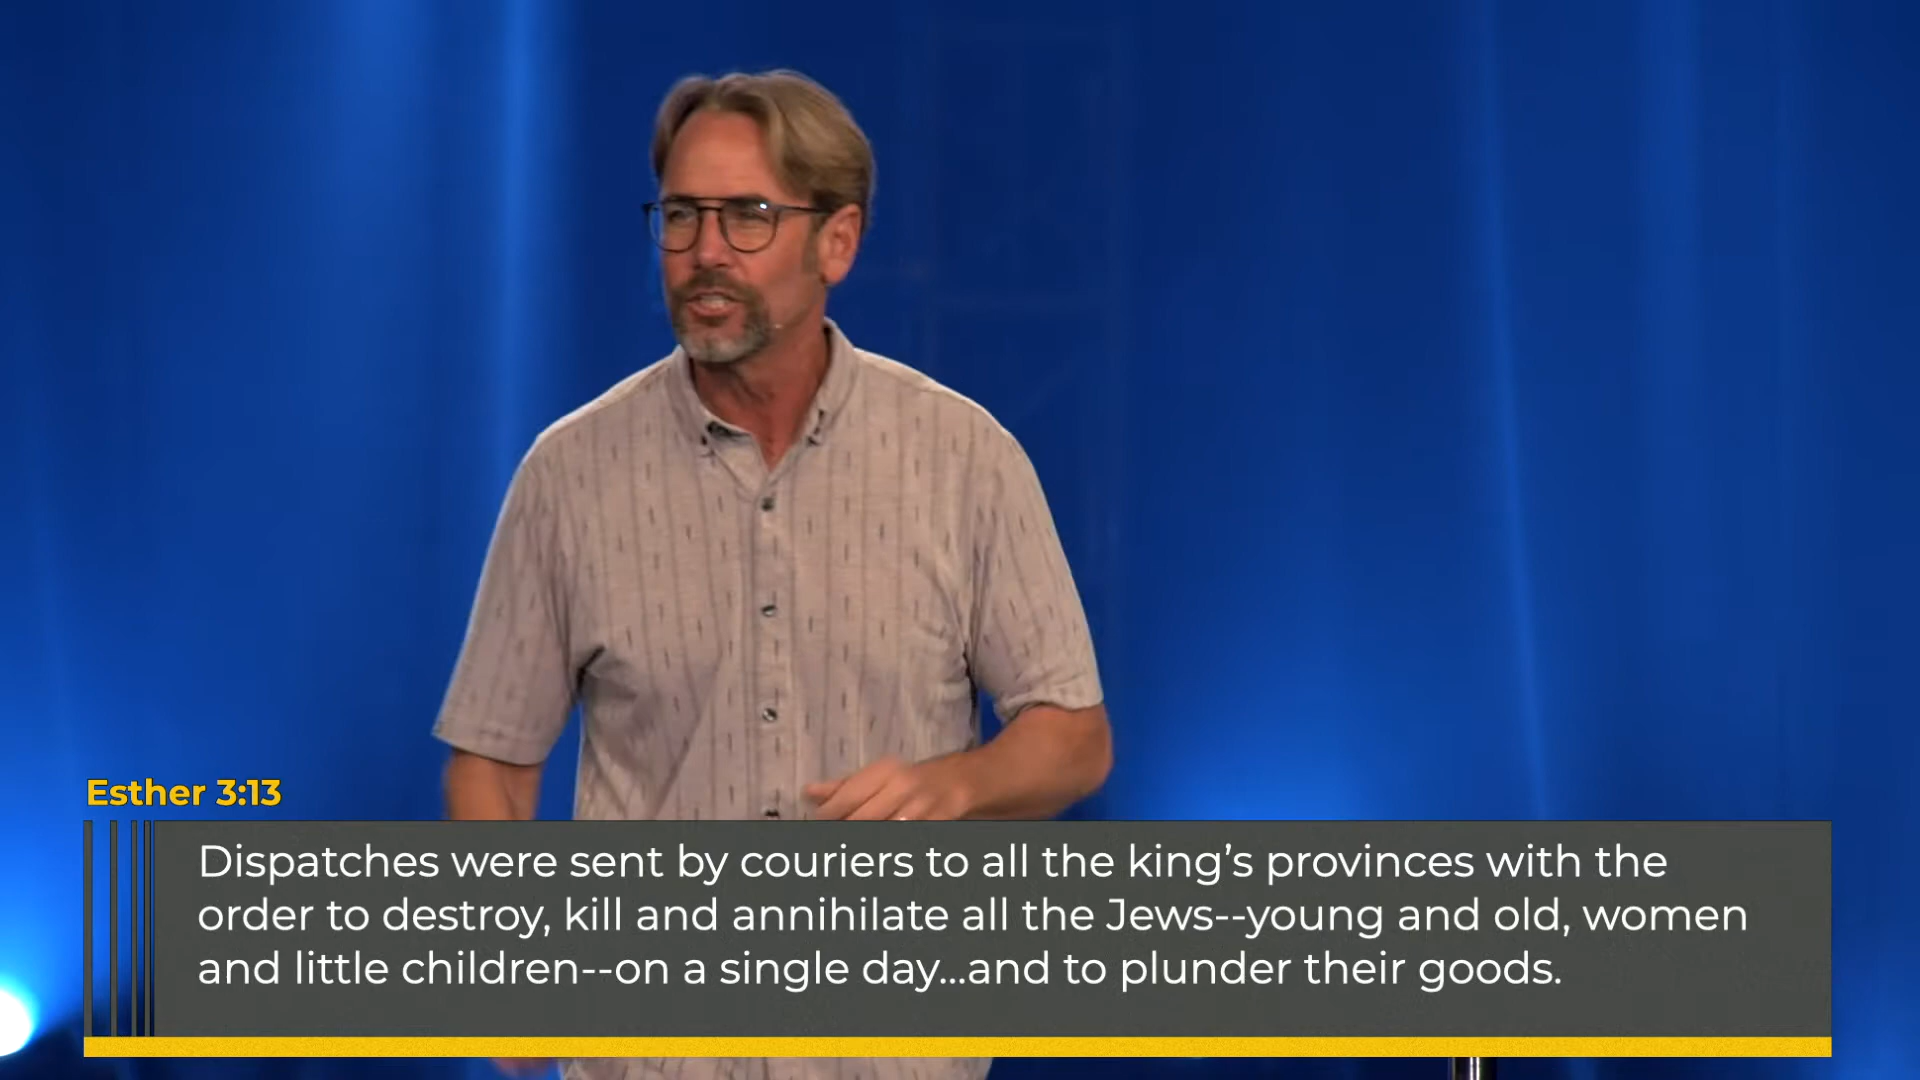 Esther 3:13
Dispatches were sent by couriers to all the king’s provinces with the
order to destroy, kill and annihilate all the Jews--young and old, women
and little children--on a single day...and to plunder their goods.